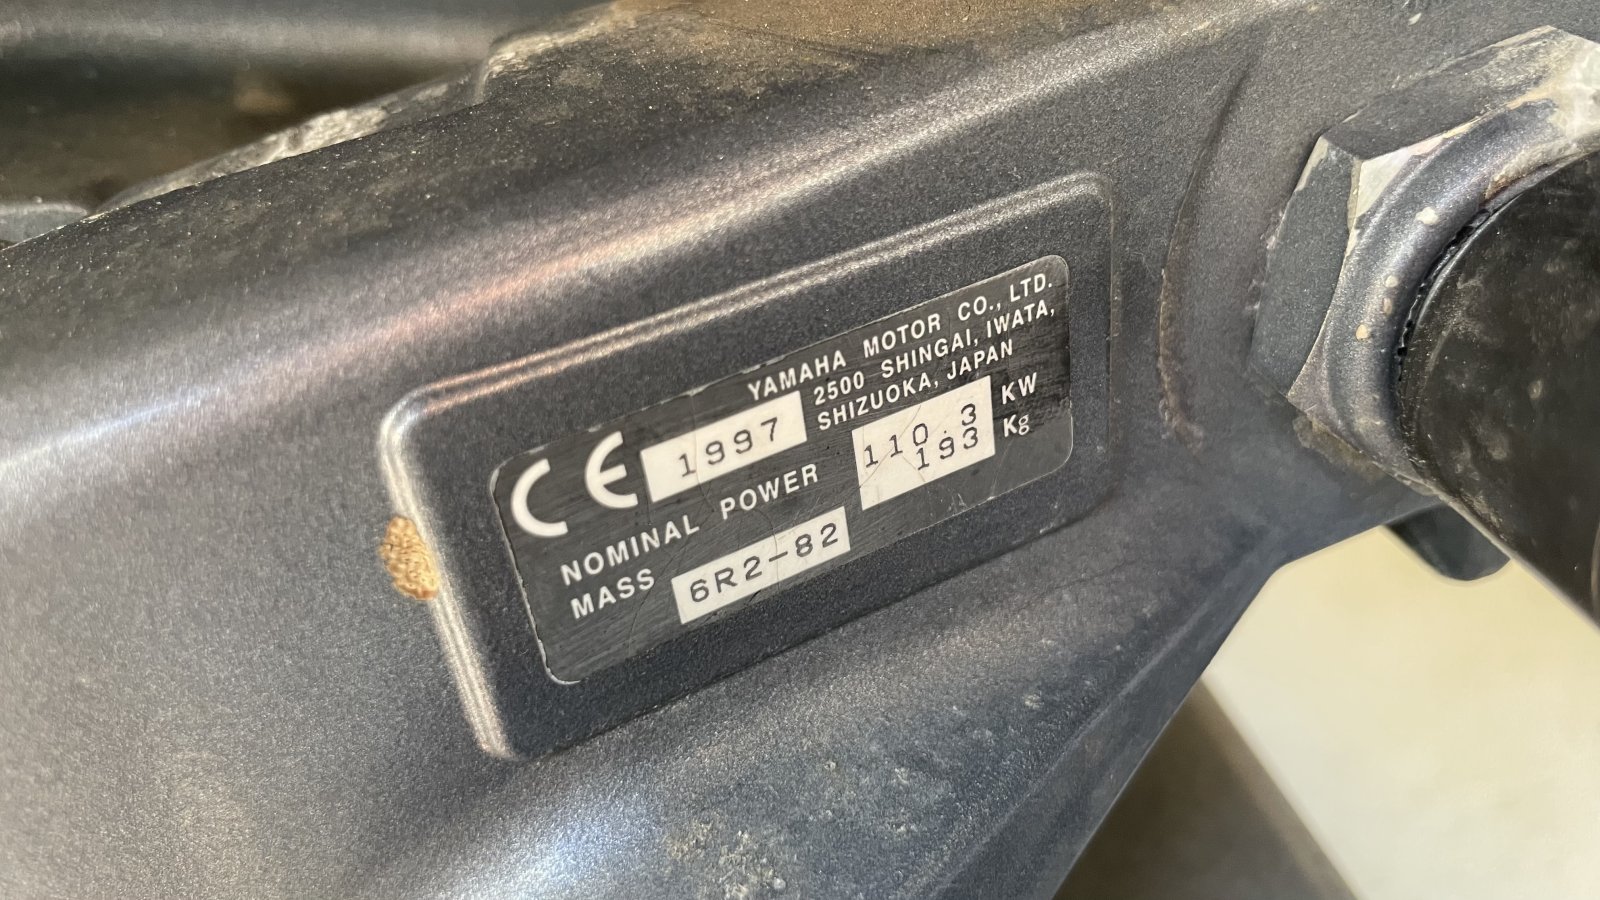 YAMAHA MOTOR CO., LTD.
CE 1997 2500 SHINGAI, IWATA,
SHIZUOKA, JAPAN
NOMINAL POWER 110.3 KW
MASS 6R2-82 193 Kg